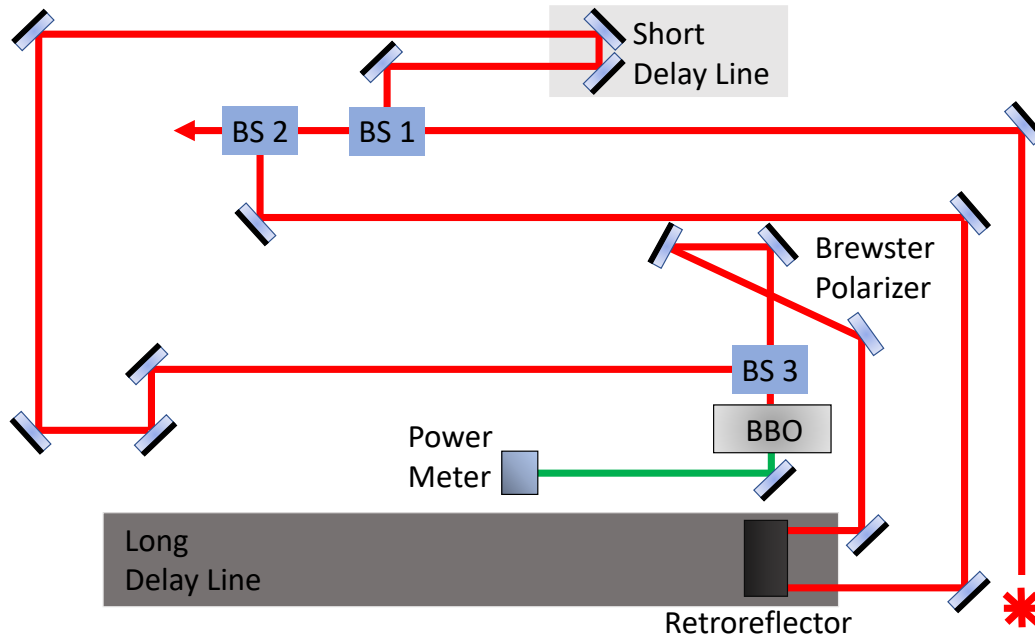 Short
Delay Line
BS 2
BS 1
Brewster
Polarizer
BS 3
BBO
Power
Meter
Long
Delay Line
Retroreflector